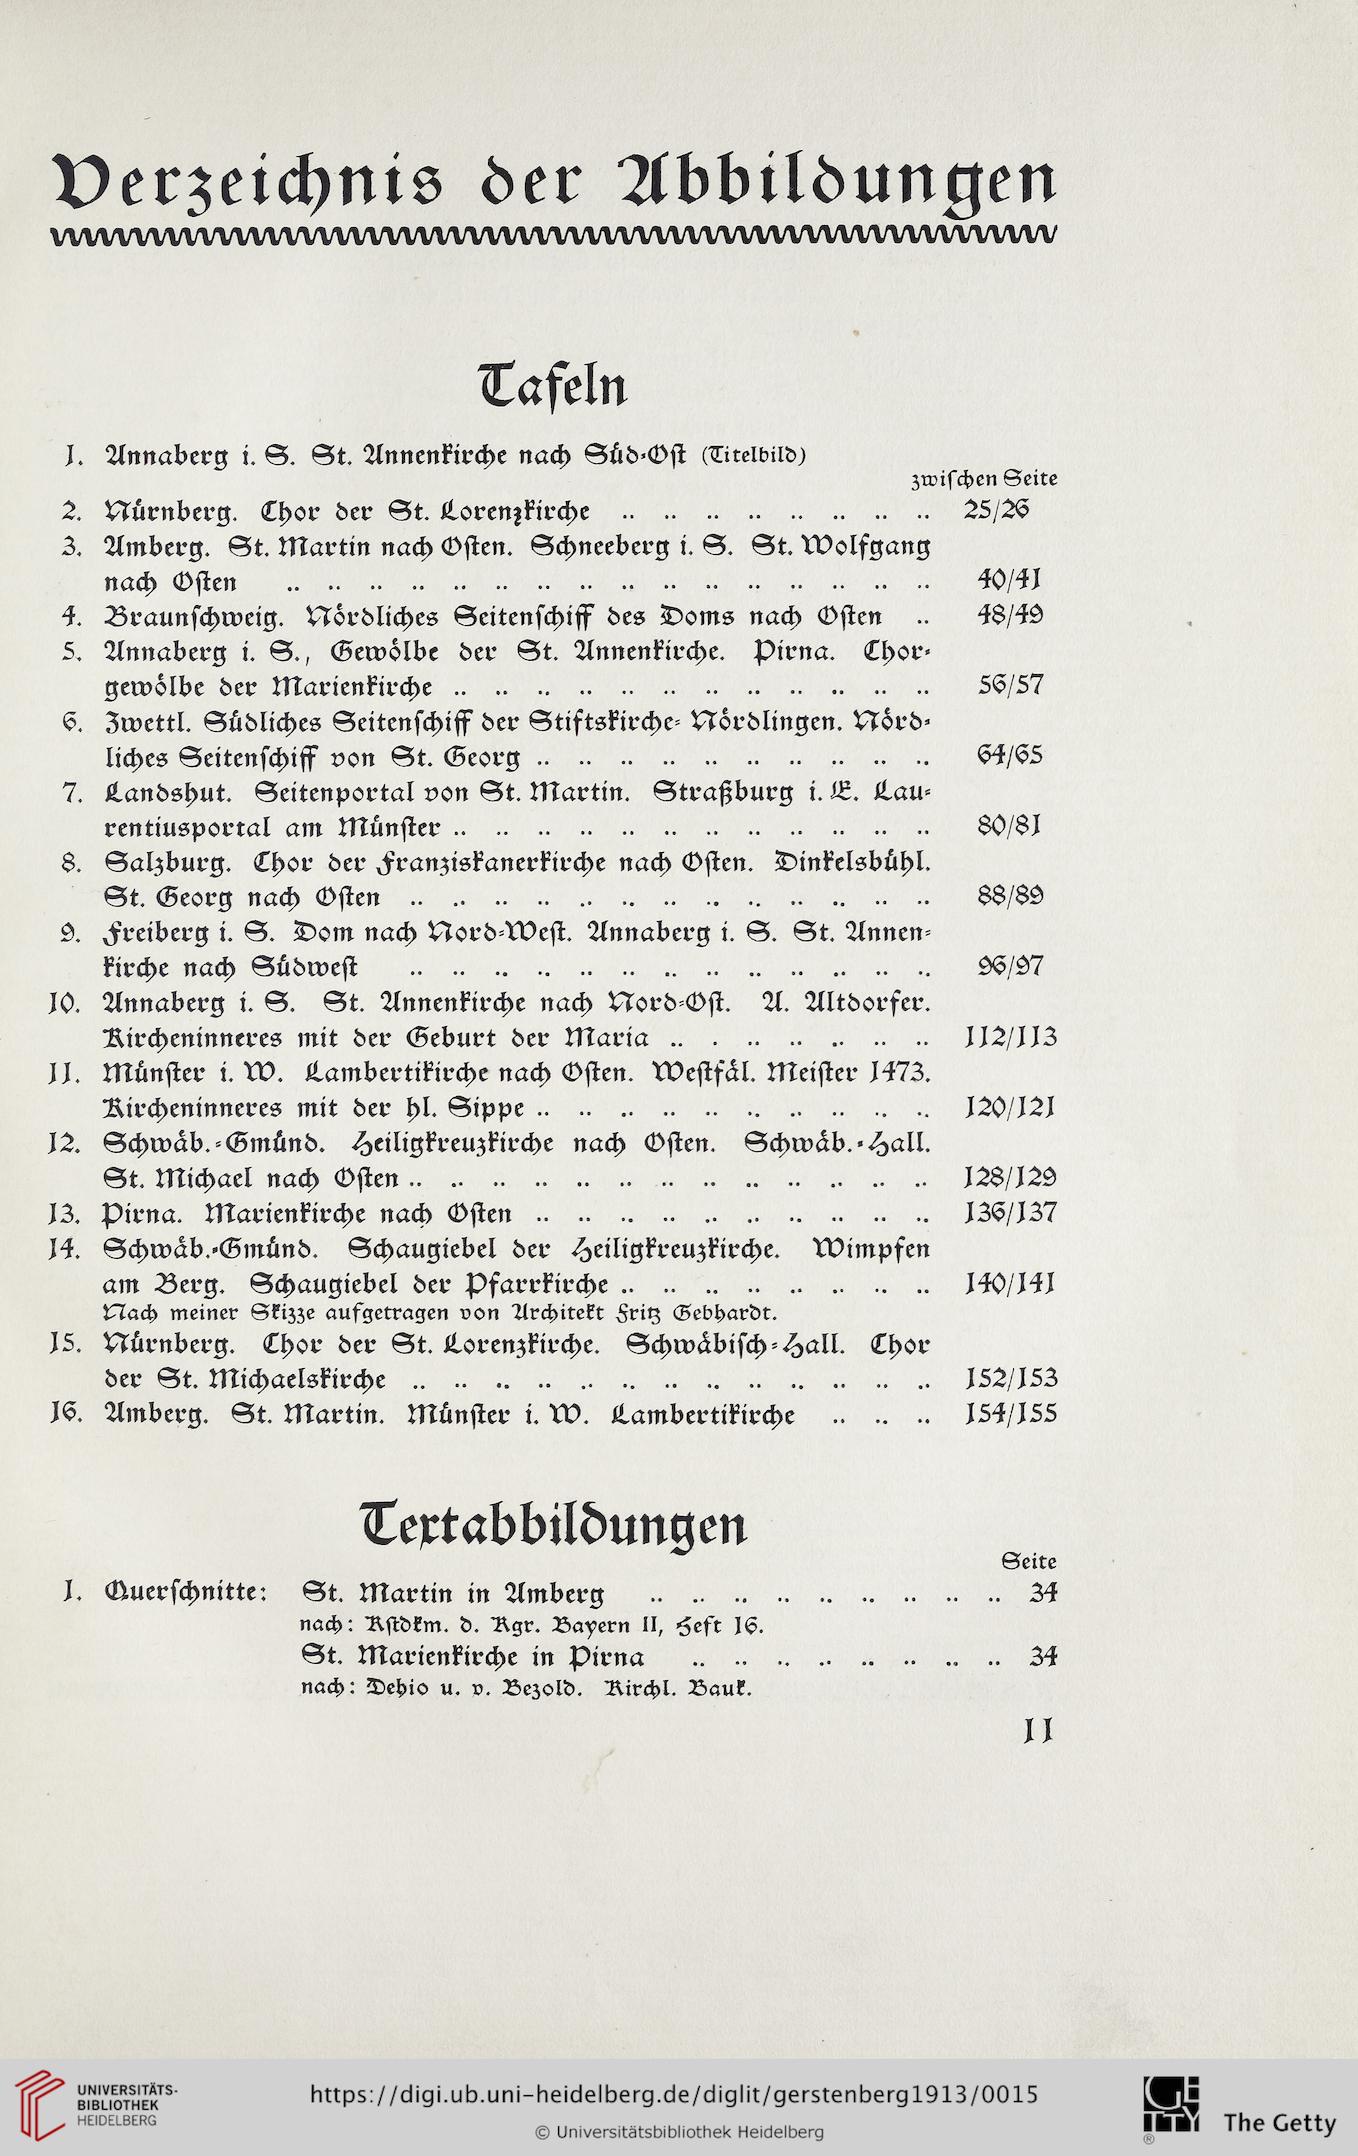 Verzeichnis der Abbildungen
Tafeln
1. Annaberg i. S. St. Annenkirche nach Süd-Ost (Titelbild)
zwischen Seite
2. Nürnberg. Chor der St. Lorenzkirche .. .. .. .. .. .. .. .. 25/26
3. Amberg. St. Martin nach Osten. Schneeberg i. S. St. Wolfgang
nach Osten .. .. .. .. .. .. .. .. .. .. .. .. .. .. .. .. 40/41
4. Braunschweig. Nördliches Seitenschiff des Doms nach Osten .. 48/49
5. Annaberg i. S., Gewölbe der St. Annenkirche. Pirna. Chor-
gewölbe der Marienkirche .. .. .. .. .. .. .. .. .. .. .. .. 56/57
6. Zwettl. Südliches Seitenschiff der Stiftskirche- Nördlingen. Nörd-
liches Seitenschiff von St. Georg .. .. .. .. .. .. .. .. .. .. 64/65
7. Landshut. Seitenportal von St. Martin. Straßburg i. E. Lau-
rentiusportal am Münster .. .. .. .. .. .. .. .. .. .. .. .. 80/81
8. Salzburg. Chor der Franziskanerkirche nach Osten. Dinkelsbühl.
St. Georg nach Osten .. .. .. .. .. .. .. .. .. .. .. .. .. 88/89
9. Freiberg i. S. Dom nach Nord-West. Annaberg i. S. St. Annen-
kirche nach Südwest .. .. .. .. .. .. .. .. .. .. .. .. .. 96/97
10. Annaberg i. S. St. Annenkirche nach Nord-Ost. A. Altdorfer.
Kircheninneres mit der Geburt der Maria .. . .. .. .. .. .. 112/113
11. Münster i. W. Lambertikirche nach Osten. Westfäl. Meister 1473.
Kircheninneres mit der hl. Sippe .. .. .. .. .. .. .. .. .. .. 120/121
12. Schwäb.-Gmünd. Heiligkreuzkirche nach Osten. Schwäb.-Hall.
St. Michael nach Osten .. .. .. .. .. .. .. .. .. .. .. .. .. 128/129
13. Pirna. Marienkirche nach Osten .. .. .. .. .. .. .. .. .. .. 136/137
14. Schwäb.-Gmünd. Schaugiebel der Heiligkreuzkirche. Wimpfen
am Berg. Schaugiebel der Pfarrkirche .. .. .. .. .. .. .. .. 140/141
Nach meiner Skizze aufgetragen von Architekt Fritz Gebhardt.
15. Nürnberg. Chor der St. Lorenzkirche. Schwäbisch-Hall. Chor
der St. Michaelskirche .. .. .. .. .. .. .. .. .. .. .. .. .. 152/153
16. Amberg. St. Martin. Münster i. W. Lambertikirche .. .. .. 154/155
Textabbildungen
Seite
1. Querschnitte: St. Martin in Amberg .. .. .. .. .. .. .. .. .. 34
nach: Kstdkm. d. Kgr. Bayern II, Heft 16.
St. Marienkirche in Pirna .. .. .. .. .. .. .. .. 34
nach: Dehio u. v. Bezold. Kirchl. Bauk.
11
UNIVERSITÄTS-
BIBLIOTHEK
HEIDELBERG
https://digi.ub.uni-heidelberg.de/diglit/gerstenberg1913/0015
© Universitätsbibliothek Heidelberg
GETTY
®
The Getty